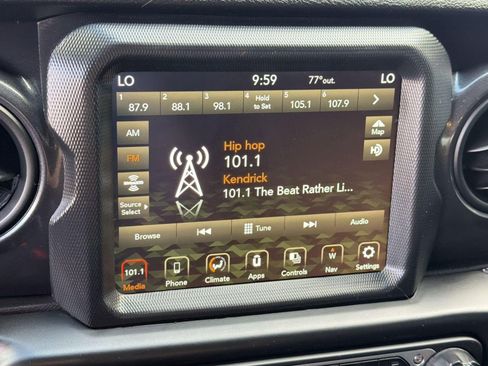 LO 9:59 77°out. LO
1 2 3 4 5 6
87.9 88.1 98.1 Hold to Set 105.1 107.9
AM
FM
Source Select
Hip hop
101.1
Kendrick
101.1 The Beat Rather Li...
Map
HD
Browse Tune Audio
101.1 W
Media Phone Climate Apps Controls Nav Settings